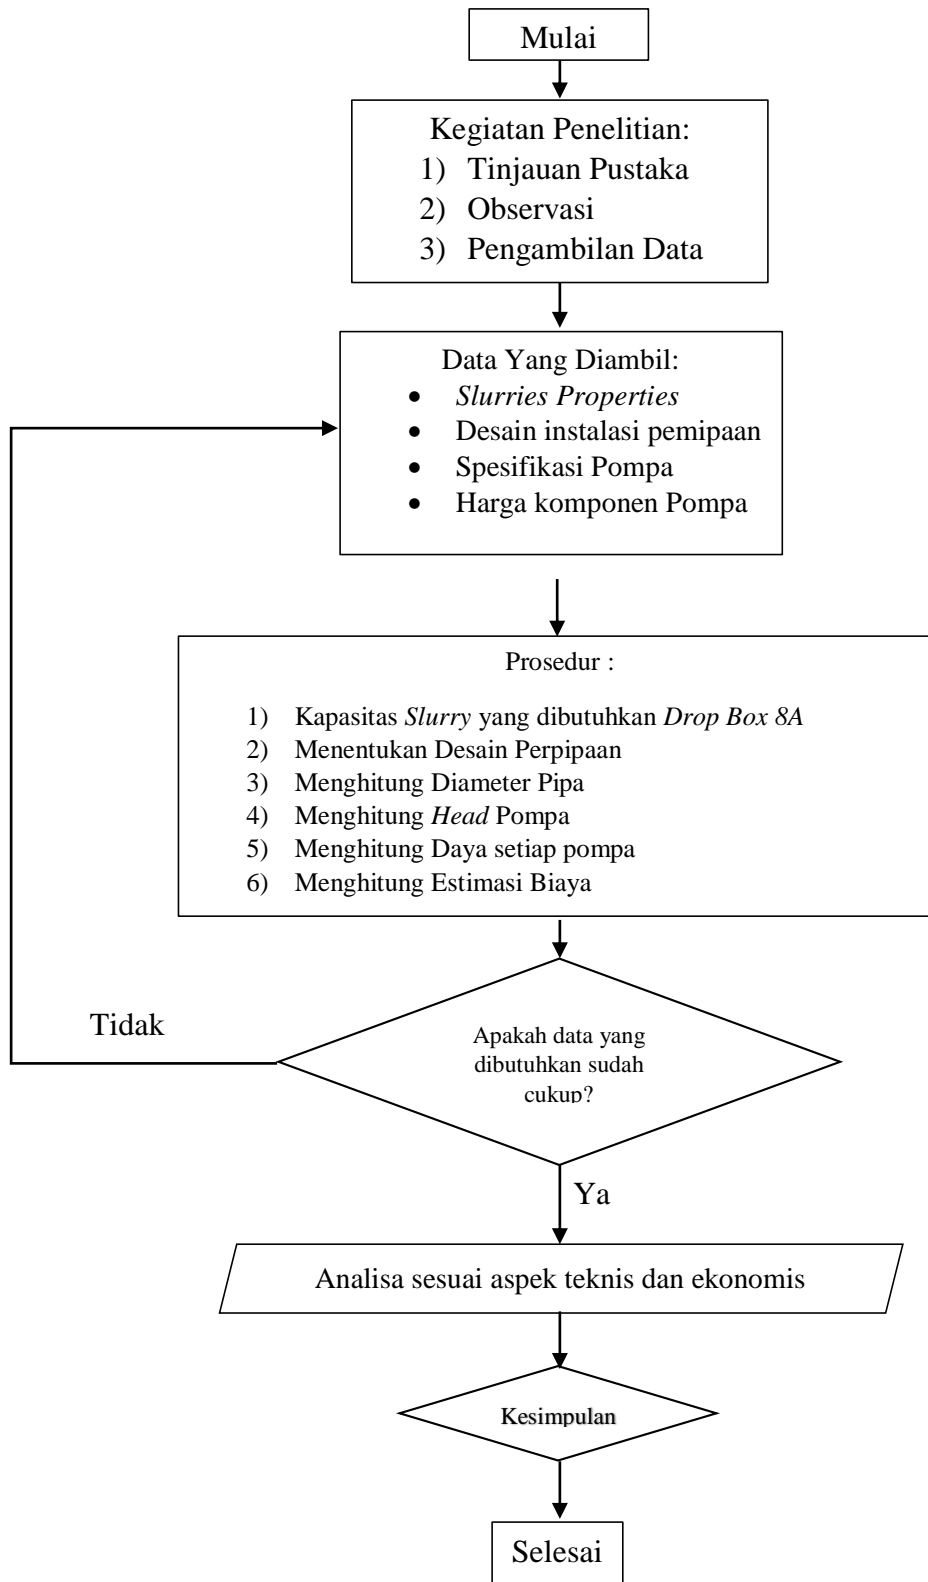 Mulai
Kegiatan Penelitian:
1) Tinjauan Pustaka
2) Observasi
3) Pengambilan Data
Data Yang Diambil:
• Slurries Properties
• Desain instalasi pemipaan
• Spesifikasi Pompa
• Harga komponen Pompa
Prosedur :
1) Kapasitas Slurry yang dibutuhkan Drop Box 8A
2) Menentukan Desain Perpipaan
3) Menghitung Diameter Pipa
4) Menghitung Head Pompa
5) Menghitung Daya setiap pompa
6) Menghitung Estimasi Biaya
Tidak
Apakah data yang
dibutuhkan sudah
cukup?
Ya
Analisa sesuai aspek teknis dan ekonomis
Kesimpulan
Selesai